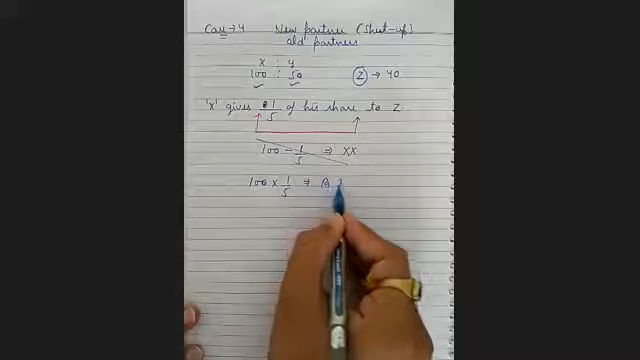 Case → 4 New partner (Shut-up)
old partners
X : Y
100 : 50 Z → 40
'X' gives 1/5 of his share to Z.
100 - 1/5 ⇒ XX
100 x 1/5 →